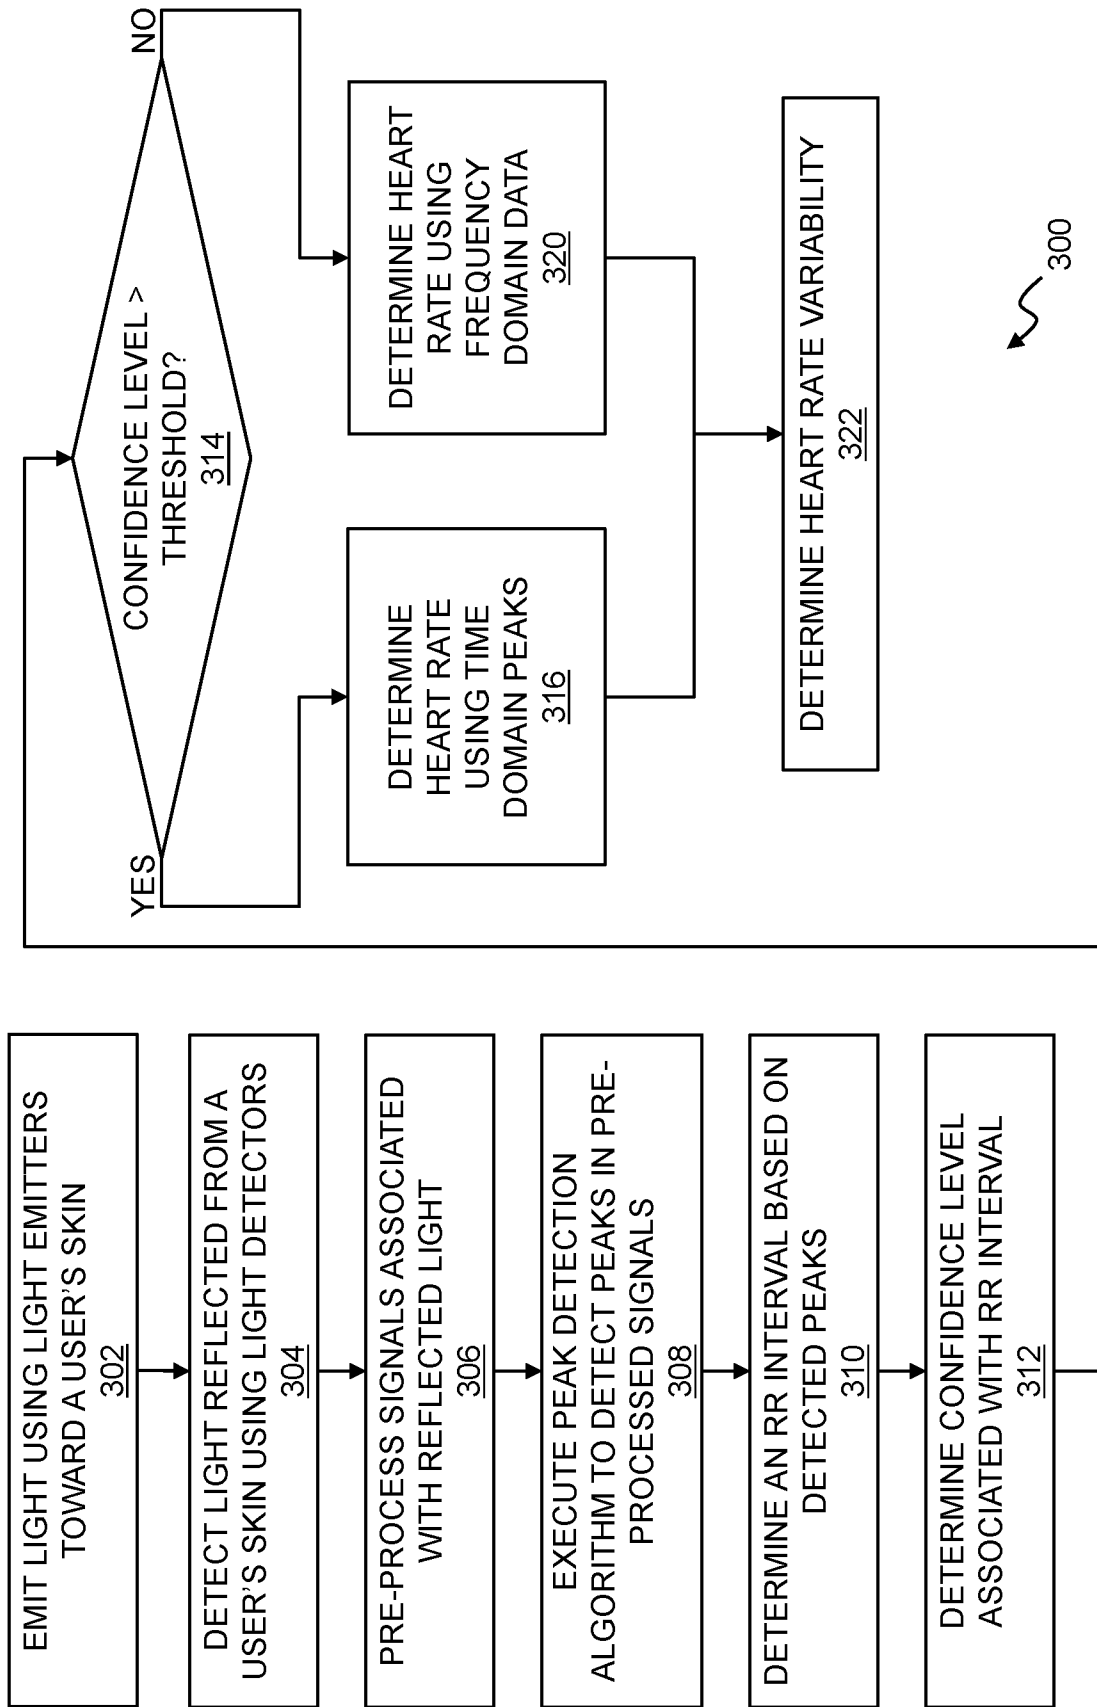 EMIT LIGHT USING LIGHT EMITTERS
TOWARD A USER'S SKIN
302
DETECT LIGHT REFLECTED FROM A
USER'S SKIN USING LIGHT DETECTORS
304
PRE-PROCESS SIGNALS ASSOCIATED
WITH REFLECTED LIGHT
306
EXECUTE PEAK DETECTION
ALGORITHM TO DETECT PEAKS IN PRE-
PROCESSED SIGNALS
308
DETERMINE AN RR INTERVAL BASED ON
DETECTED PEAKS
310
DETERMINE CONFIDENCE LEVEL
ASSOCIATED WITH RR INTERVAL
312
CONFIDENCE LEVEL >
THRESHOLD?
314
YES
NO
DETERMINE
HEART RATE
USING TIME
DOMAIN PEAKS
316
DETERMINE HEART
RATE USING
FREQUENCY
DOMAIN DATA
320
DETERMINE HEART RATE VARIABILITY
322
300